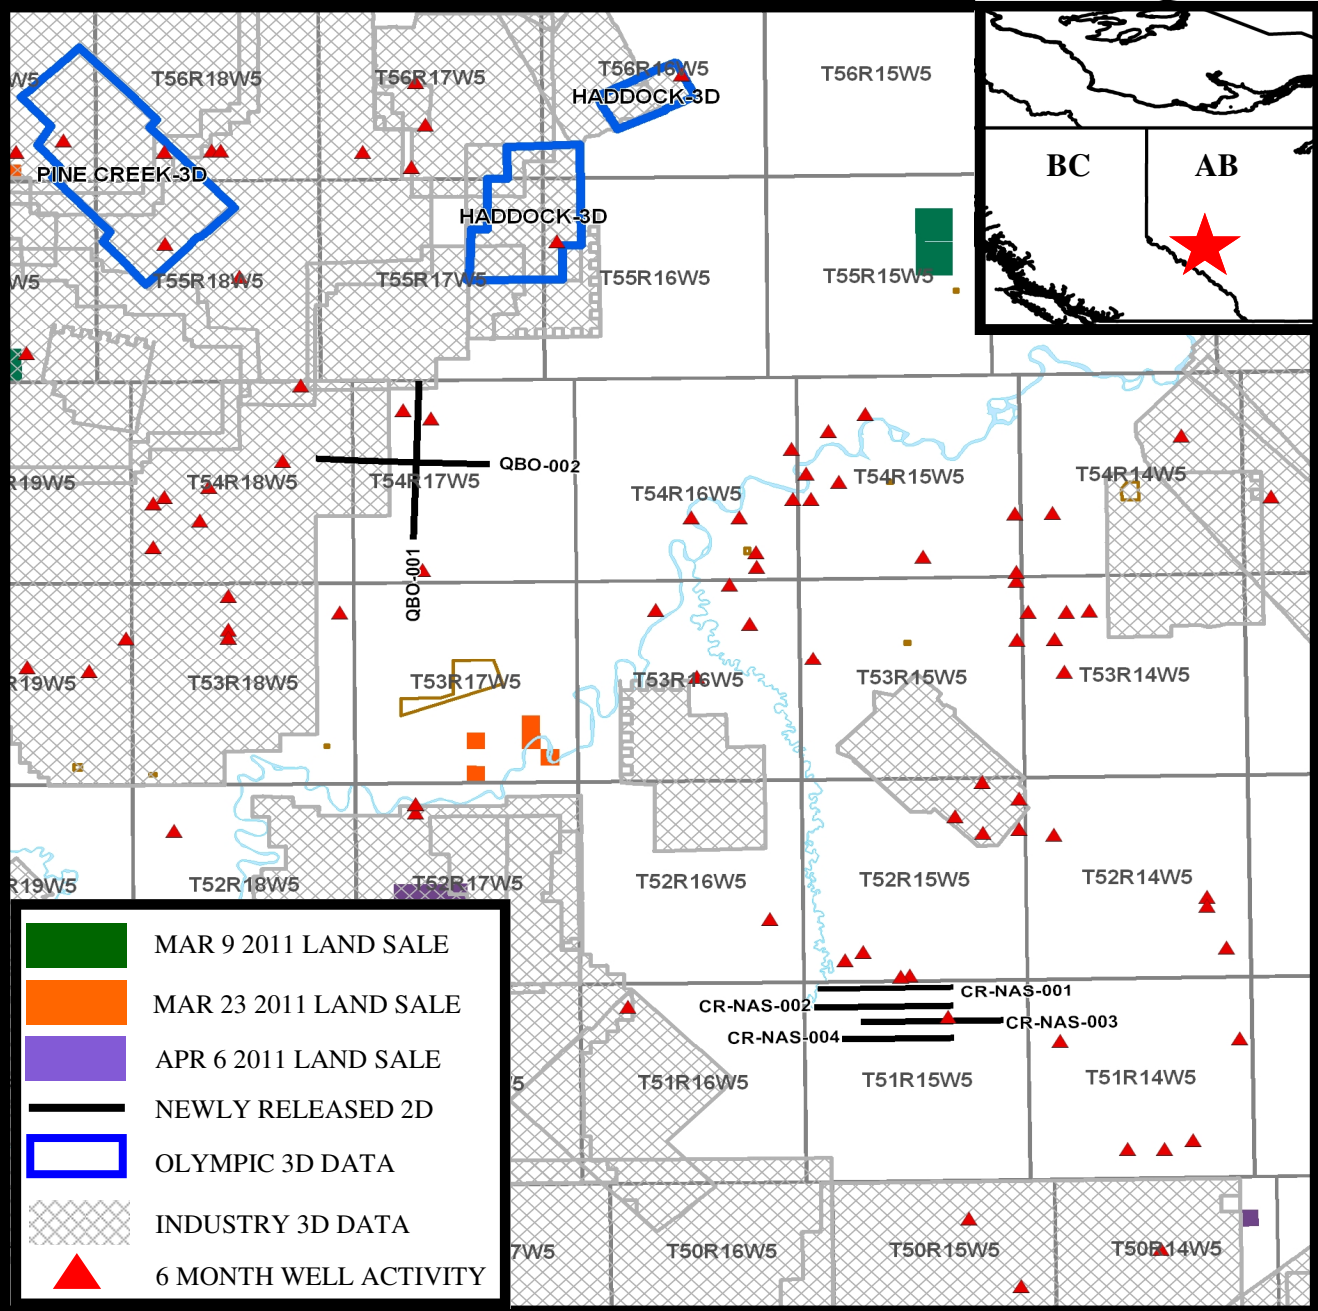 W5
T56R18W5
T56R17W5
T56R16W5
T56R15W5
HADDOCK-3D
PINE CREEK-3D
HADDOCK-3D
W5
T55R18W5
T55R17W5
T55R16W5
T55R15W5
BC
AB
QBO-002
R19W5
T54R18W5
T54R17W5
T54R16W5
T54R15W5
T54R14W5
QBO-001
R19W5
T53R18W5
T53R17W5
T53R16W5
T53R15W5
T53R14W5
R19W5
T52R18W5
T52R17W5
T52R16W5
T52R15W5
T52R14W5
CR-NAS-001
CR-NAS-002
CR-NAS-003
CR-NAS-004
5
T51R16W5
T51R15W5
T51R14W5
7W5
T50R16W5
T50R15W5
T50R14W5
MAR 9 2011 LAND SALE
MAR 23 2011 LAND SALE
APR 6 2011 LAND SALE
NEWLY RELEASED 2D
OLYMPIC 3D DATA
INDUSTRY 3D DATA
6 MONTH WELL ACTIVITY